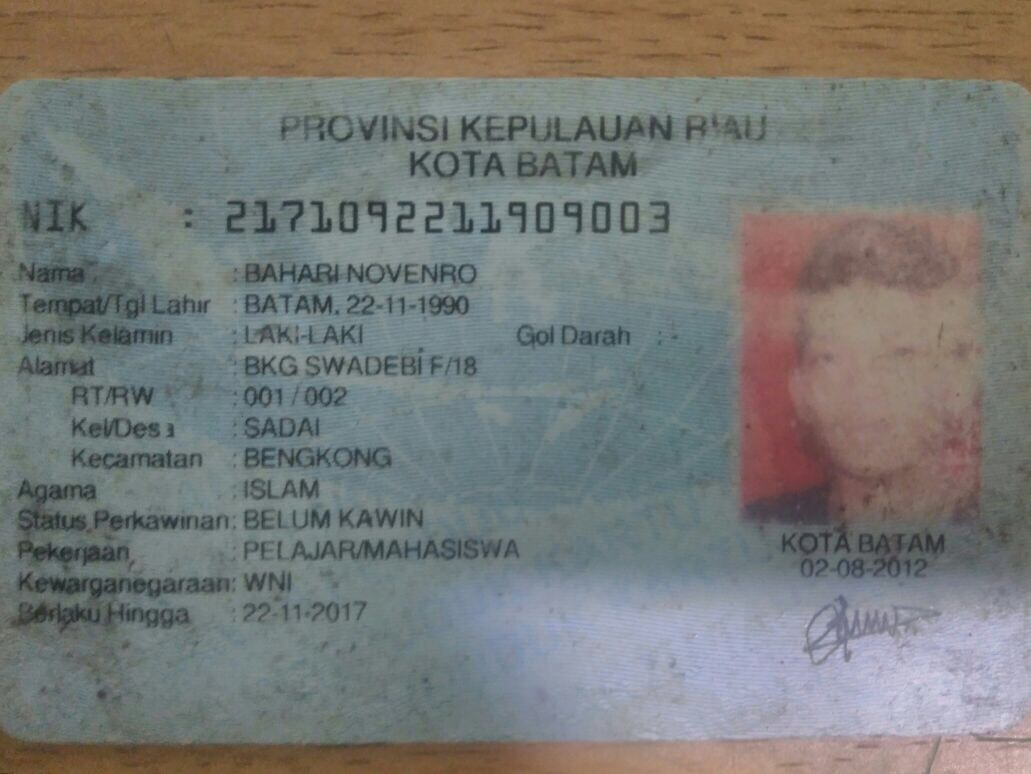 PROVINSI KEPULAUAN RIAU
KOTA BATAM
NIK : 2171092211909003
Nama : BAHARI NOVENRO
Tempat/Tgl Lahir : BATAM, 22-11-1990
Jenis Kelamin : LAKI-LAKI Gol Darah : -
Alamat : BKG SWADEBI F/18
RT/RW : 001 / 002
Kel/Desa : SADAI
Kecamatan : BENGKONG
Agama : ISLAM
Status Perkawinan: BELUM KAWIN
Pekerjaan : PELAJAR/MAHASISWA
Kewarganegaraan: WNI
Berlaku Hingga : 22-11-2017
KOTA BATAM
02-08-2012